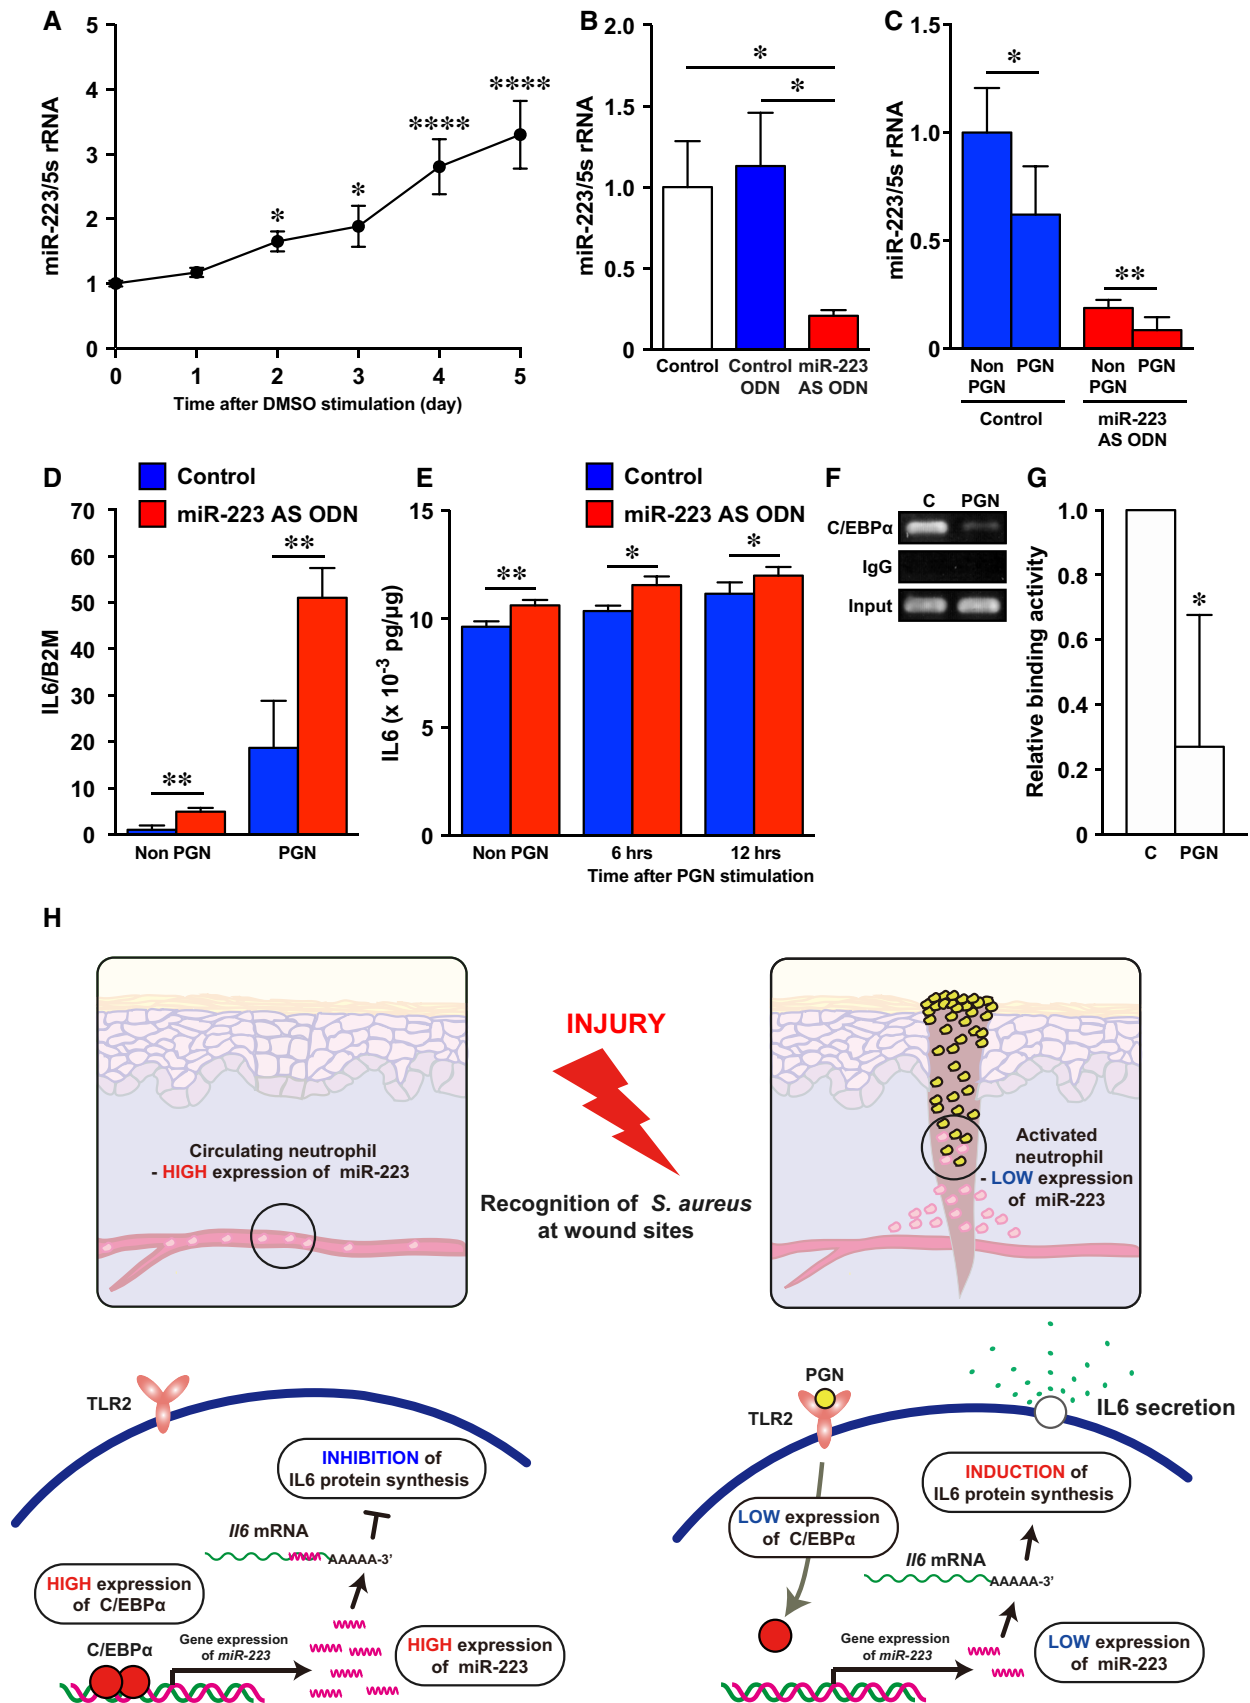 A
5
4
3
2
1
0
miR-223/5s rRNA
*
*
****
****
0 1 2 3 4 5
Time after DMSO stimulation (day)
B
2.0
1.5
1.0
0.5
0
miR-223/5s rRNA
*
*
Control
Control
ODN
miR-223
AS ODN
C
1.5
1.0
0.5
0
miR-223/5s rRNA
*
**
Non
PGN
PGN
Non
PGN
PGN
Control
miR-223
AS ODN
D
Control
miR-223 AS ODN
70
60
50
40
30
20
10
0
IL6/B2M
**
**
Non PGN
PGN
E
Control
miR-223 AS ODN
15
10
5
0
IL6 (x 10⁻³ pg/μg)
**
*
*
Non PGN
6 hrs
12 hrs
Time after PGN stimulation
F
C PGN
C/EBPα
IgG
Input
G
1.0
0.8
0.6
0.4
0.2
0
Relative binding activity
*
C PGN
H
Circulating neutrophil
- HIGH expression of miR-223
INJURY
Recognition of S. aureus
at wound sites
Activated
neutrophil
- LOW expression
of miR-223
TLR2
INHIBITION of
IL6 protein synthesis
Il6 mRNA
AAAAA-3'
HIGH expression
of C/EBPα
C/EBPα
Gene expression
of miR-223
HIGH expression
of miR-223
PGN
TLR2
IL6 secretion
INDUCTION of
IL6 protein synthesis
LOW expression
of C/EBPα
Il6 mRNA
AAAAA-3'
Gene expression
of miR-223
LOW expression
of miR-223